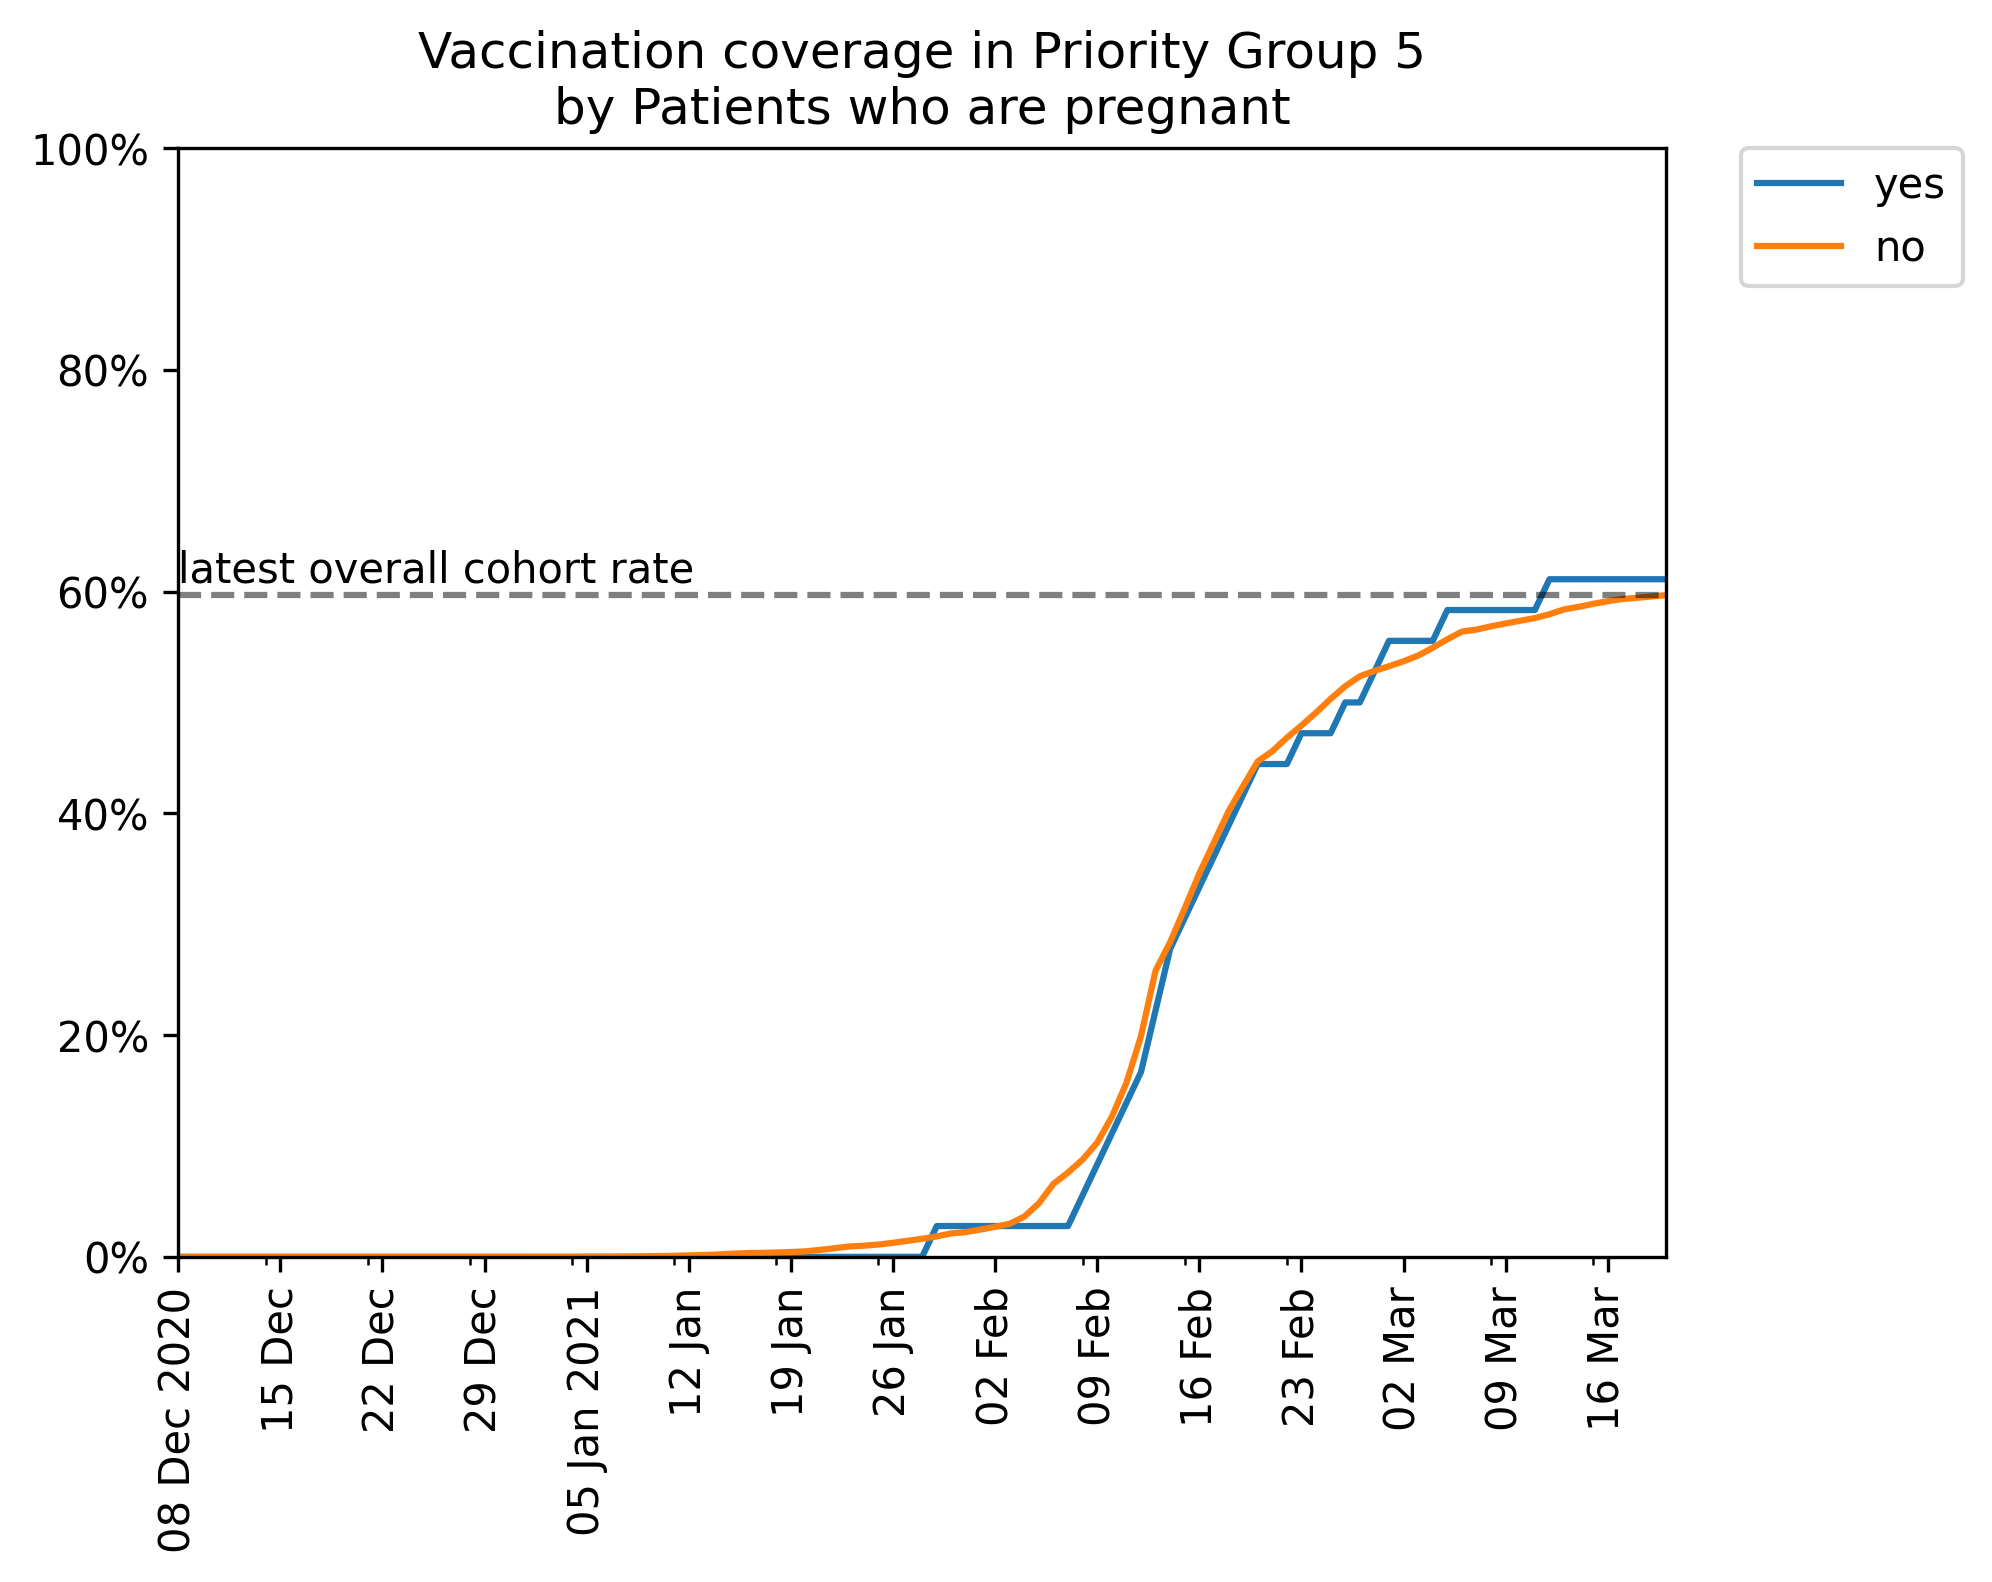 Vaccination coverage in Priority Group 5
by Patients who are pregnant
100%
80%
60%
40%
20%
0%
latest overall cohort rate
yes
no
08 Dec 2020
15 Dec
22 Dec
29 Dec
05 Jan 2021
12 Jan
19 Jan
26 Jan
02 Feb
09 Feb
16 Feb
23 Feb
02 Mar
09 Mar
16 Mar